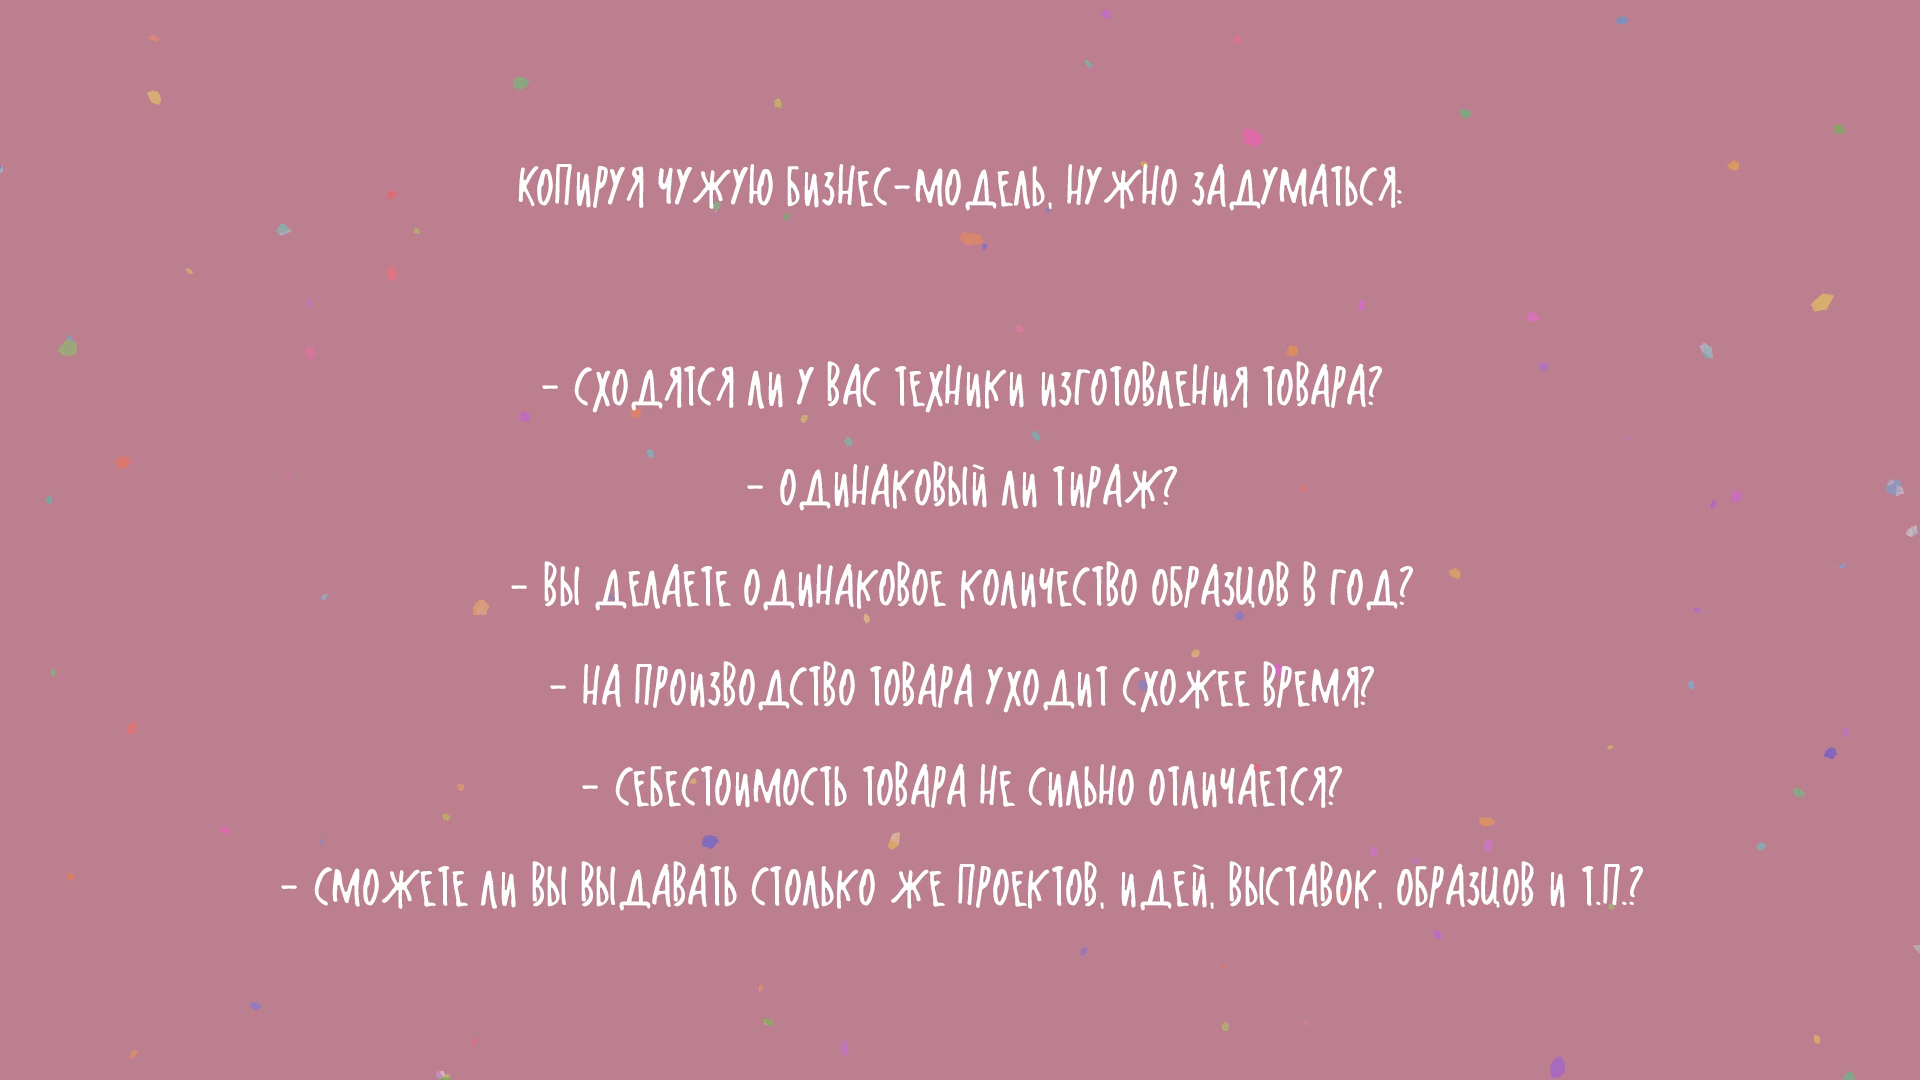 КОПИРУЯ ЧУЖУЮ БИЗНЕС-МОДЕЛЬ, НУЖНО ЗАДУМАТЬСЯ:
- СХОДЯТСЯ ЛИ У ВАС ТЕХНИКИ ИЗГОТОВЛЕНИЯ ТОВАРА?
- ОДИНАКОВЫЙ ЛИ ТИРАЖ?
- ВЫ ДЕЛАЕТЕ ОДИНАКОВОЕ КОЛИЧЕСТВО ОБРАЗЦОВ В ГОД?
- НА ПРОИЗВОДСТВО ТОВАРА УХОДИТ СХОЖЕЕ ВРЕМЯ?
- СЕБЕСТОИМОСТЬ ТОВАРА НЕ СИЛЬНО ОТЛИЧАЕТСЯ?
- СМОЖЕТЕ ЛИ ВЫ ВЫДАВАТЬ СТОЛЬКО ЖЕ ПРОЕКТОВ, ИДЕЙ, ВЫСТАВОК, ОБРАЗЦОВ И Т.П.?